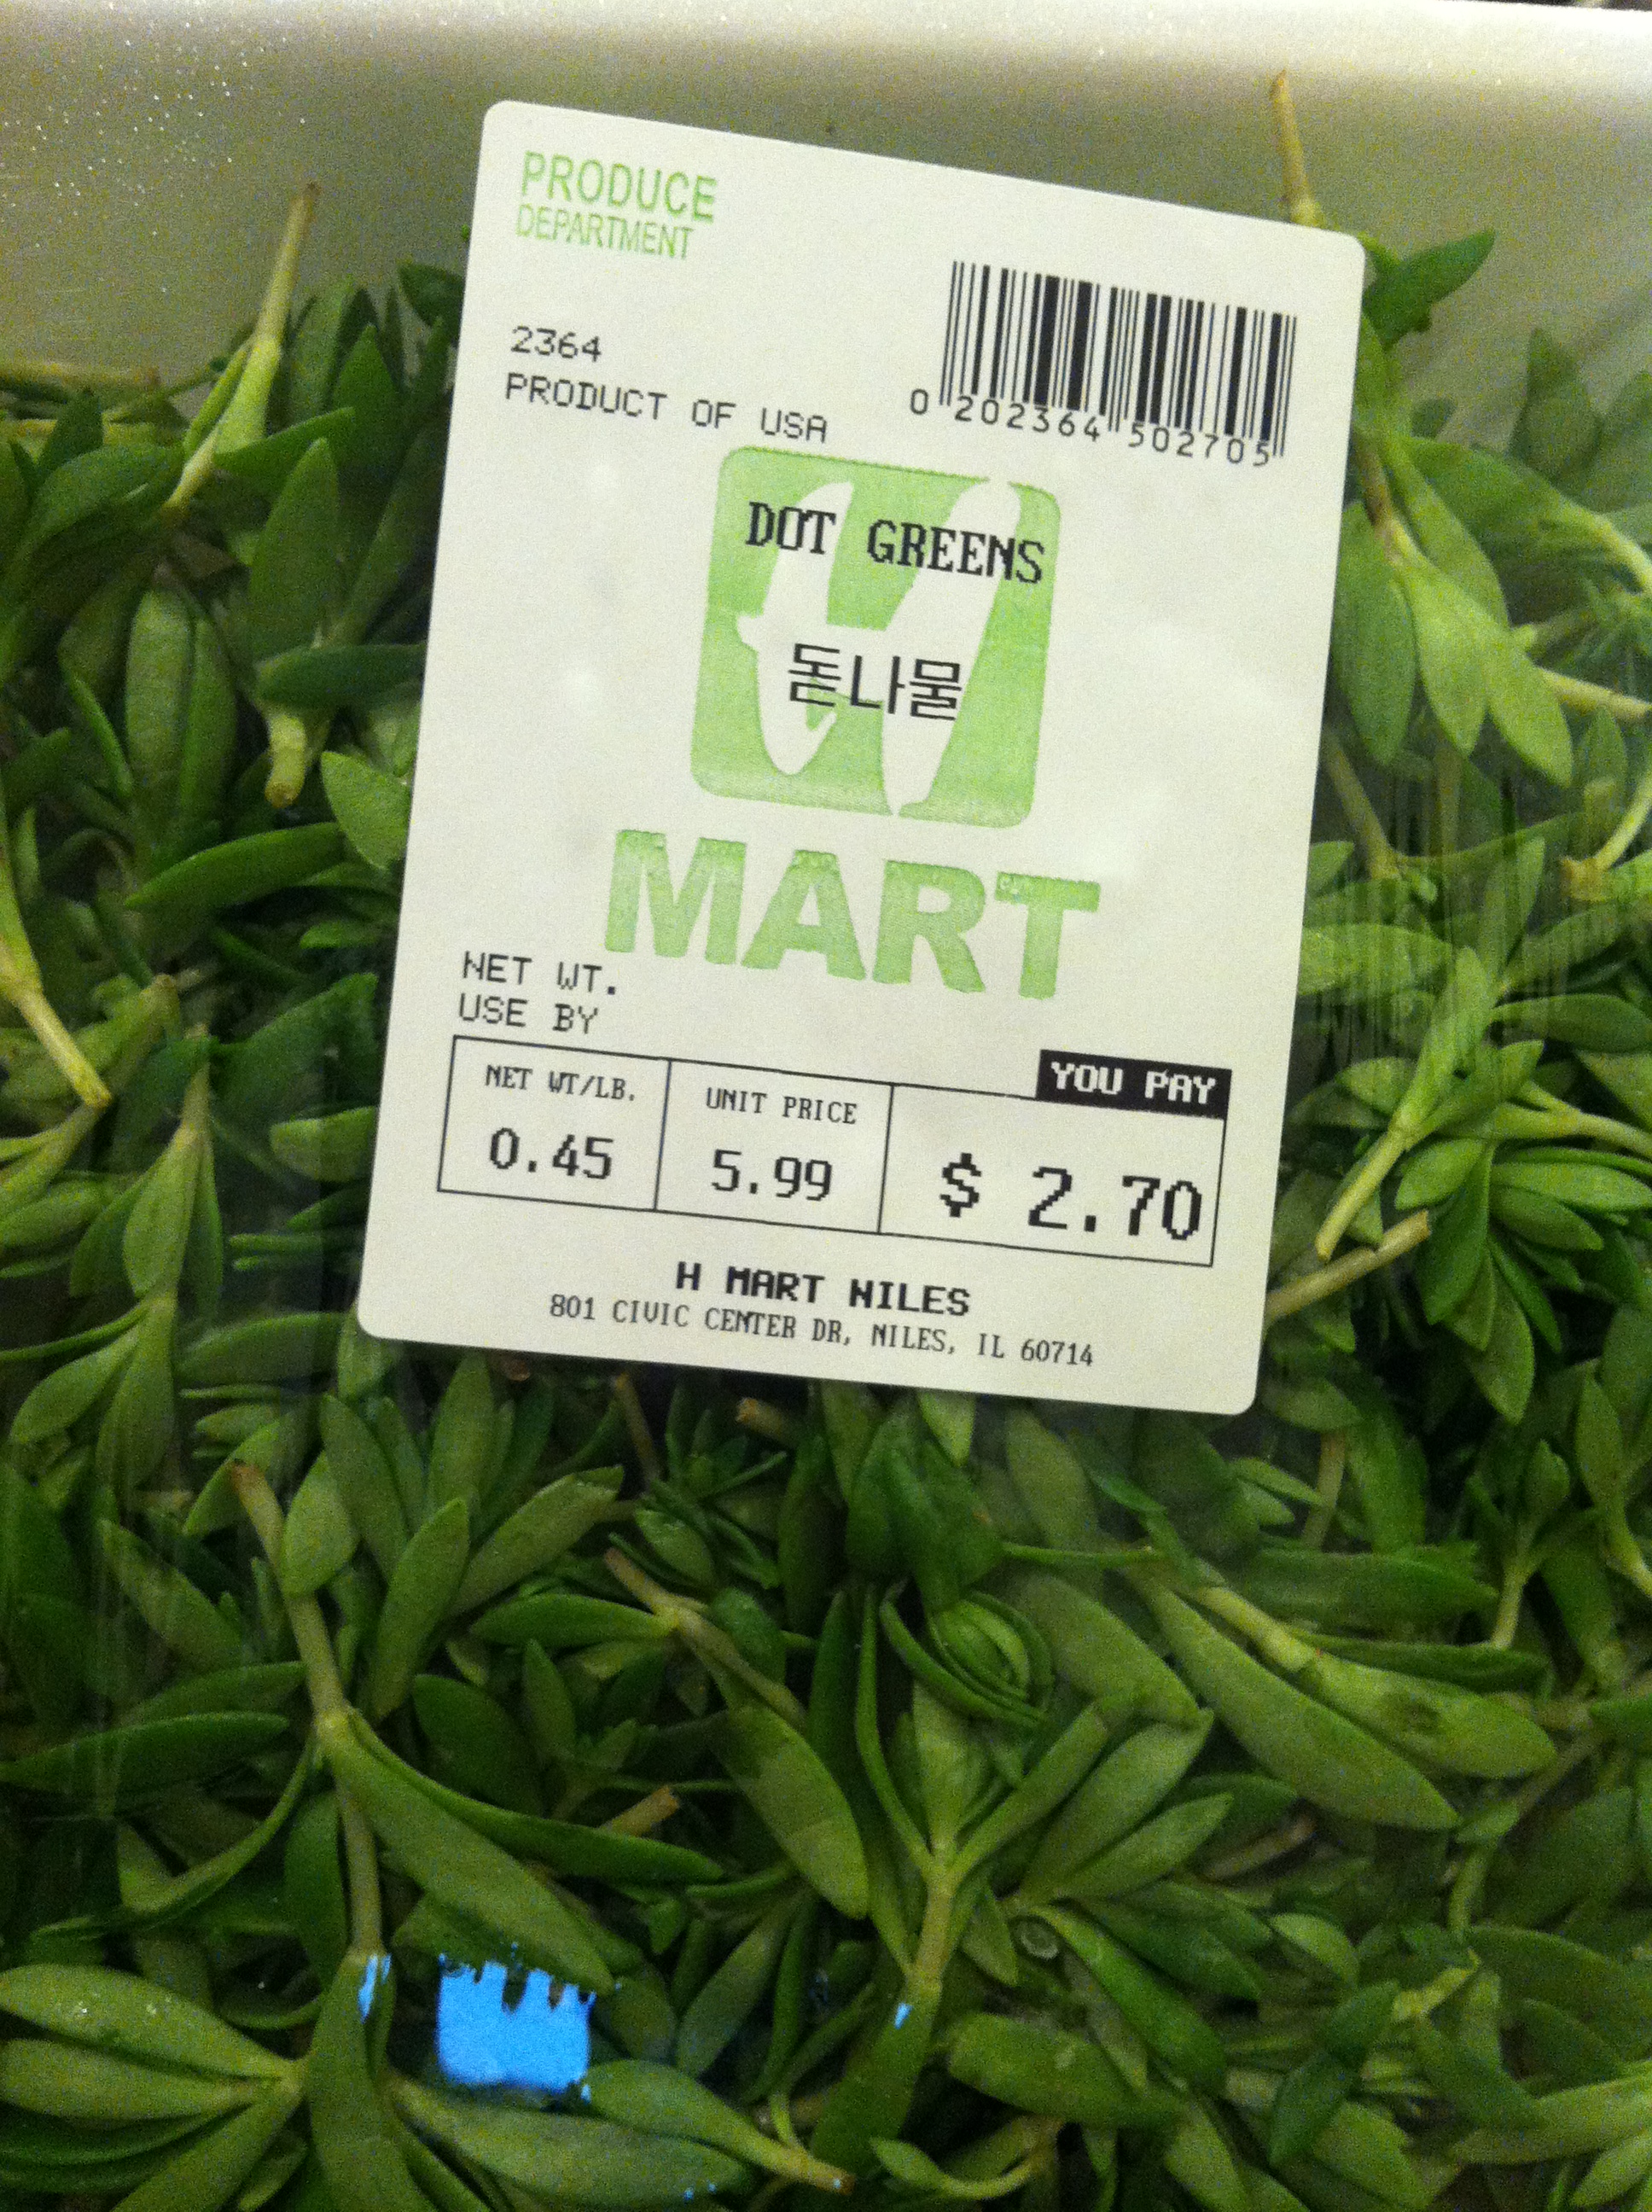 PRODUCE
DEPARTMENT
2364
PRODUCT OF USA
0 202364 502705
DOT GREENS
돋나물
H
MART
NET WT.
USE BY
NET WT/LB.
0.45
UNIT PRICE
5.99
YOU PAY
$ 2.70
H MART NILES
801 CIVIC CENTER DR, NILES, IL 60714